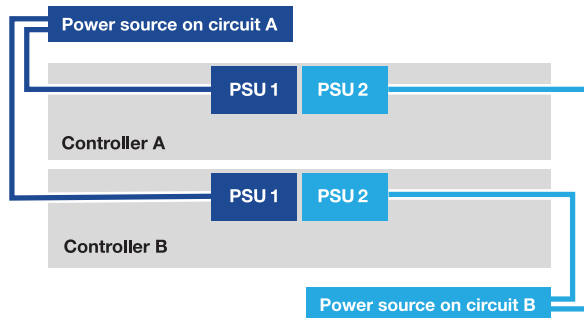 Power source on circuit A
PSU 1 PSU 2
Controller A
PSU 1 PSU 2
Controller B
Power source on circuit B